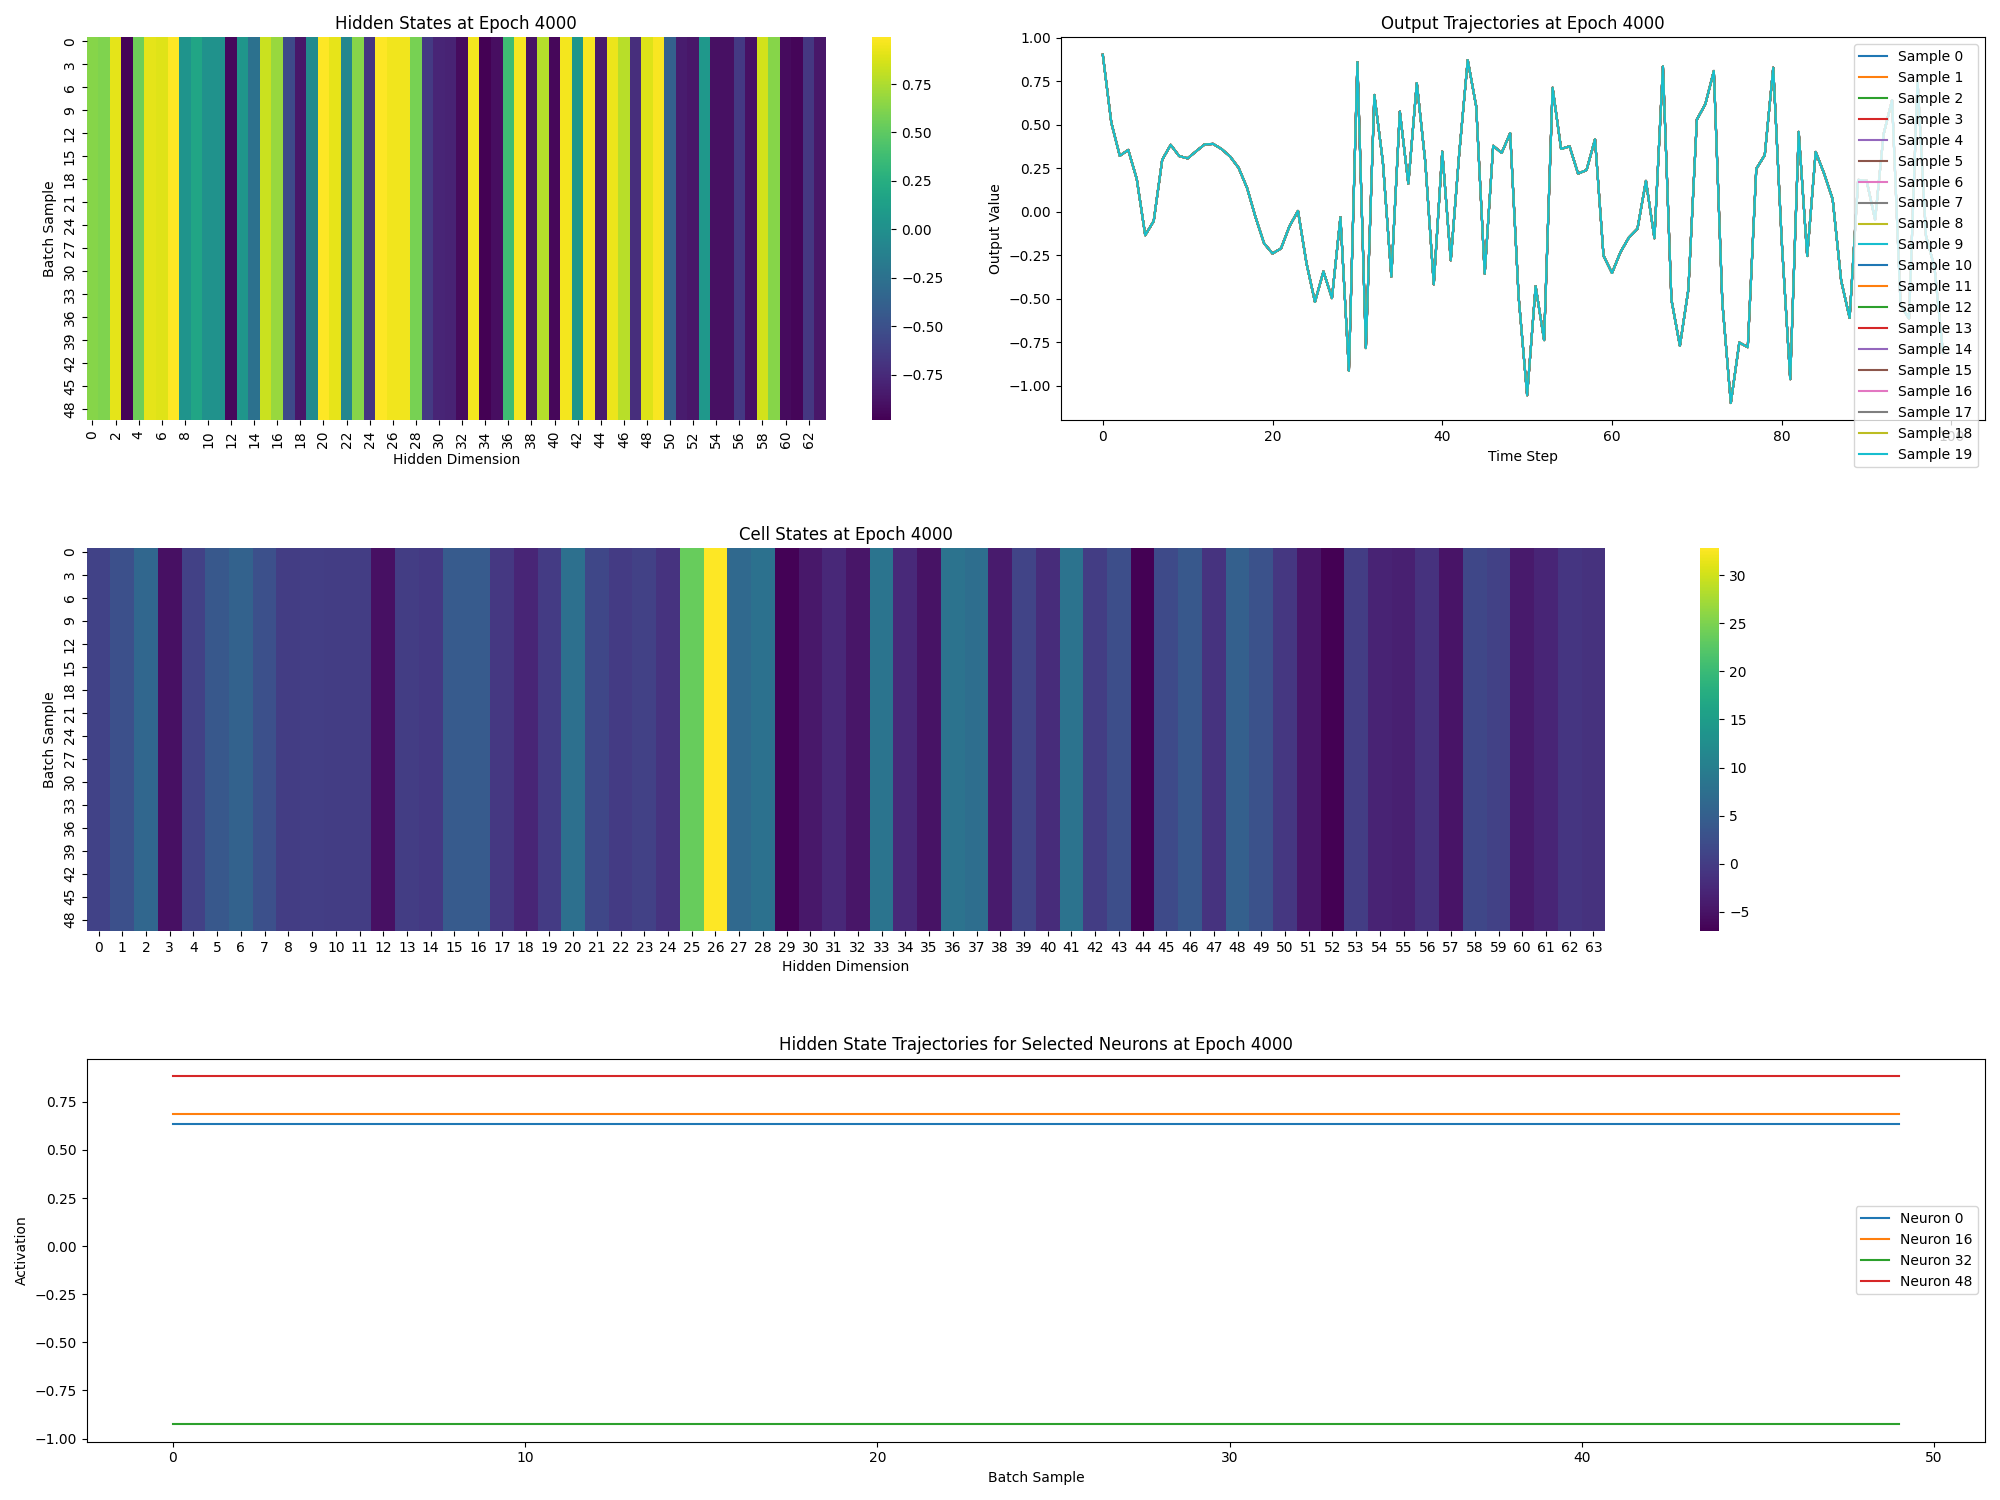 Hidden States at Epoch 4000
Batch Sample
0
3
6
9
12
15
18
21
24
27
30
33
36
39
42
45
48
0 2 4 6 8 10 12 14 16 18 20 22 24 26 28 30 32 34 36 38 40 42 44 46 48 50 52 54 56 58 60 62
Hidden Dimension
0.75
0.50
0.25
0.00
−0.25
−0.50
−0.75
Output Trajectories at Epoch 4000
Output Value
1.00
0.75
0.50
0.25
0.00
−0.25
−0.50
−0.75
−1.00
0 20 40 60 80 100
Time Step
Sample 0
Sample 1
Sample 2
Sample 3
Sample 4
Sample 5
Sample 6
Sample 7
Sample 8
Sample 9
Sample 10
Sample 11
Sample 12
Sample 13
Sample 14
Sample 15
Sample 16
Sample 17
Sample 18
Sample 19
Cell States at Epoch 4000
Batch Sample
0
3
6
9
12
15
18
21
24
27
30
33
36
39
42
45
48
0 1 2 3 4 5 6 7 8 9 10 11 12 13 14 15 16 17 18 19 20 21 22 23 24 25 26 27 28 29 30 31 32 33 34 35 36 37 38 39 40 41 42 43 44 45 46 47 48 49 50 51 52 53 54 55 56 57 58 59 60 61 62 63
Hidden Dimension
30
25
20
15
10
5
0
−5
Hidden State Trajectories for Selected Neurons at Epoch 4000
Activation
0.75
0.50
0.25
0.00
−0.25
−0.50
−0.75
−1.00
0 10 20 30 40 50
Batch Sample
Neuron 0
Neuron 16
Neuron 32
Neuron 48